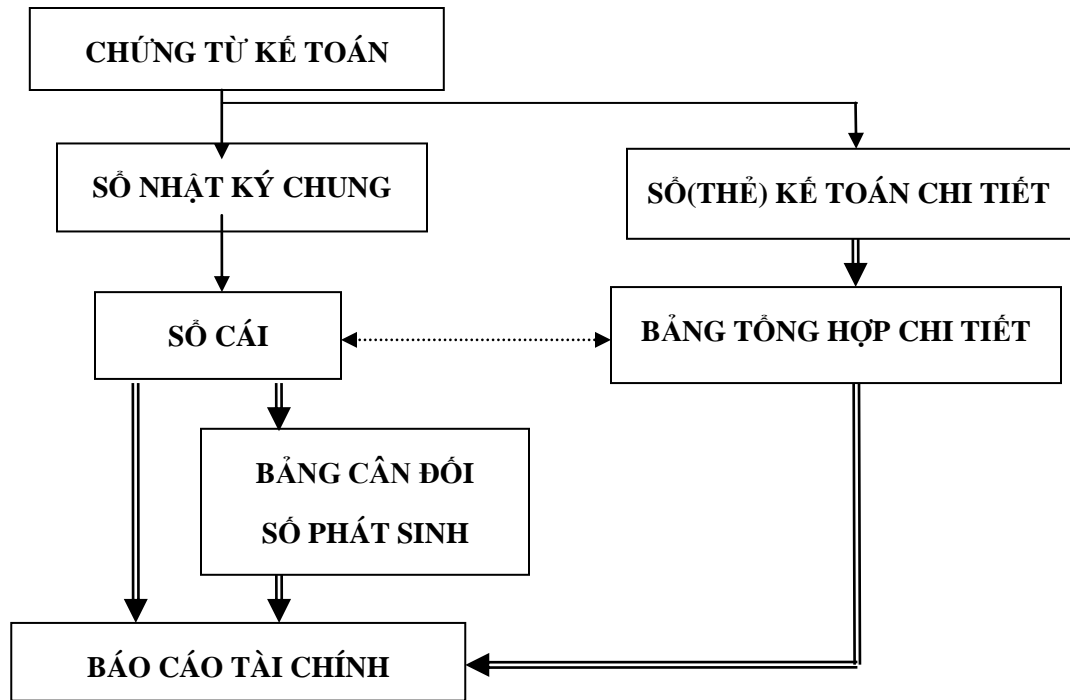 CHỨNG TỪ KẾ TOÁN
SỔ NHẬT KÝ CHUNG
SỔ(THẺ) KẾ TOÁN CHI TIẾT
SỔ CÁI
BẢNG TỔNG HỢP CHI TIẾT
BẢNG CÂN ĐỐI
SỐ PHÁT SINH
BÁO CÁO TÀI CHÍNH